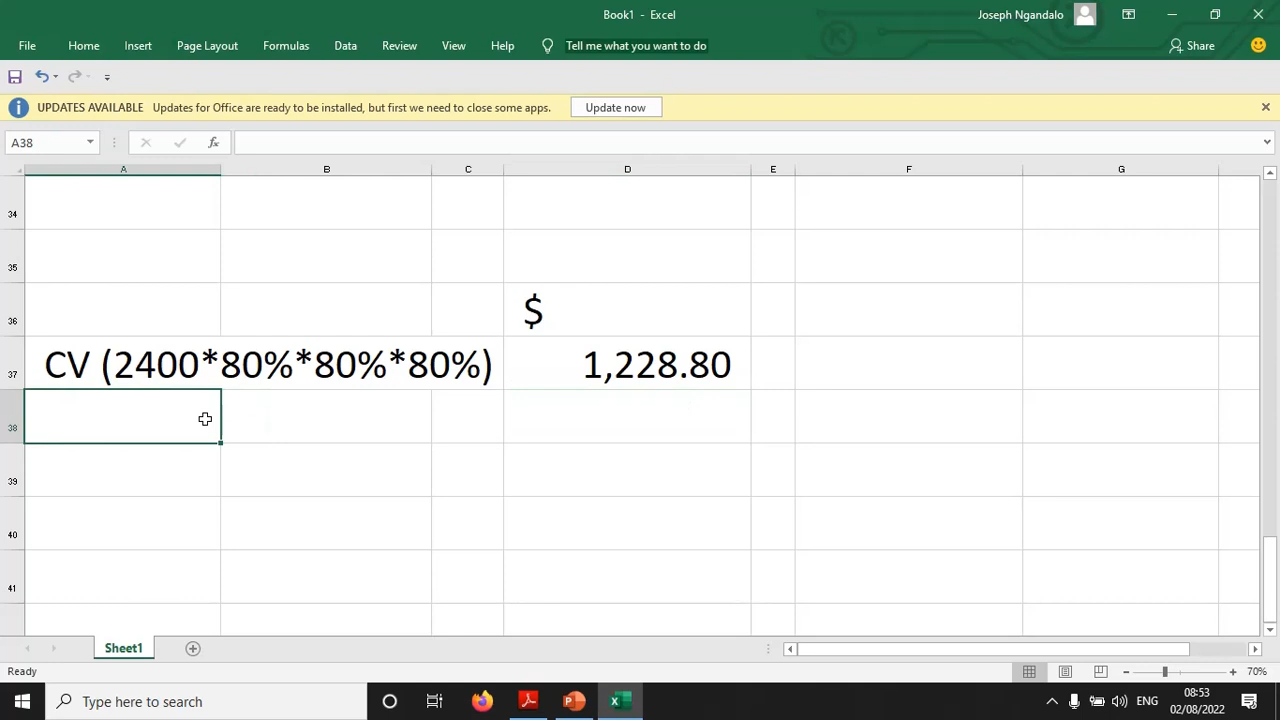 Book1 - Excel
Joseph Ngandalo
File Home Insert Page Layout Formulas Data Review View Help Tell me what you want to do Share
UPDATES AVAILABLE Updates for Office are ready to be installed, but first we need to close some apps. Update now
A38 fx
A B C D E F G
34
35
36 $
37 CV (2400*80%*80%*80%) 1,228.80
38
39
40
41
Sheet1
Ready 70%
Type here to search ENG 08:53
02/08/2022